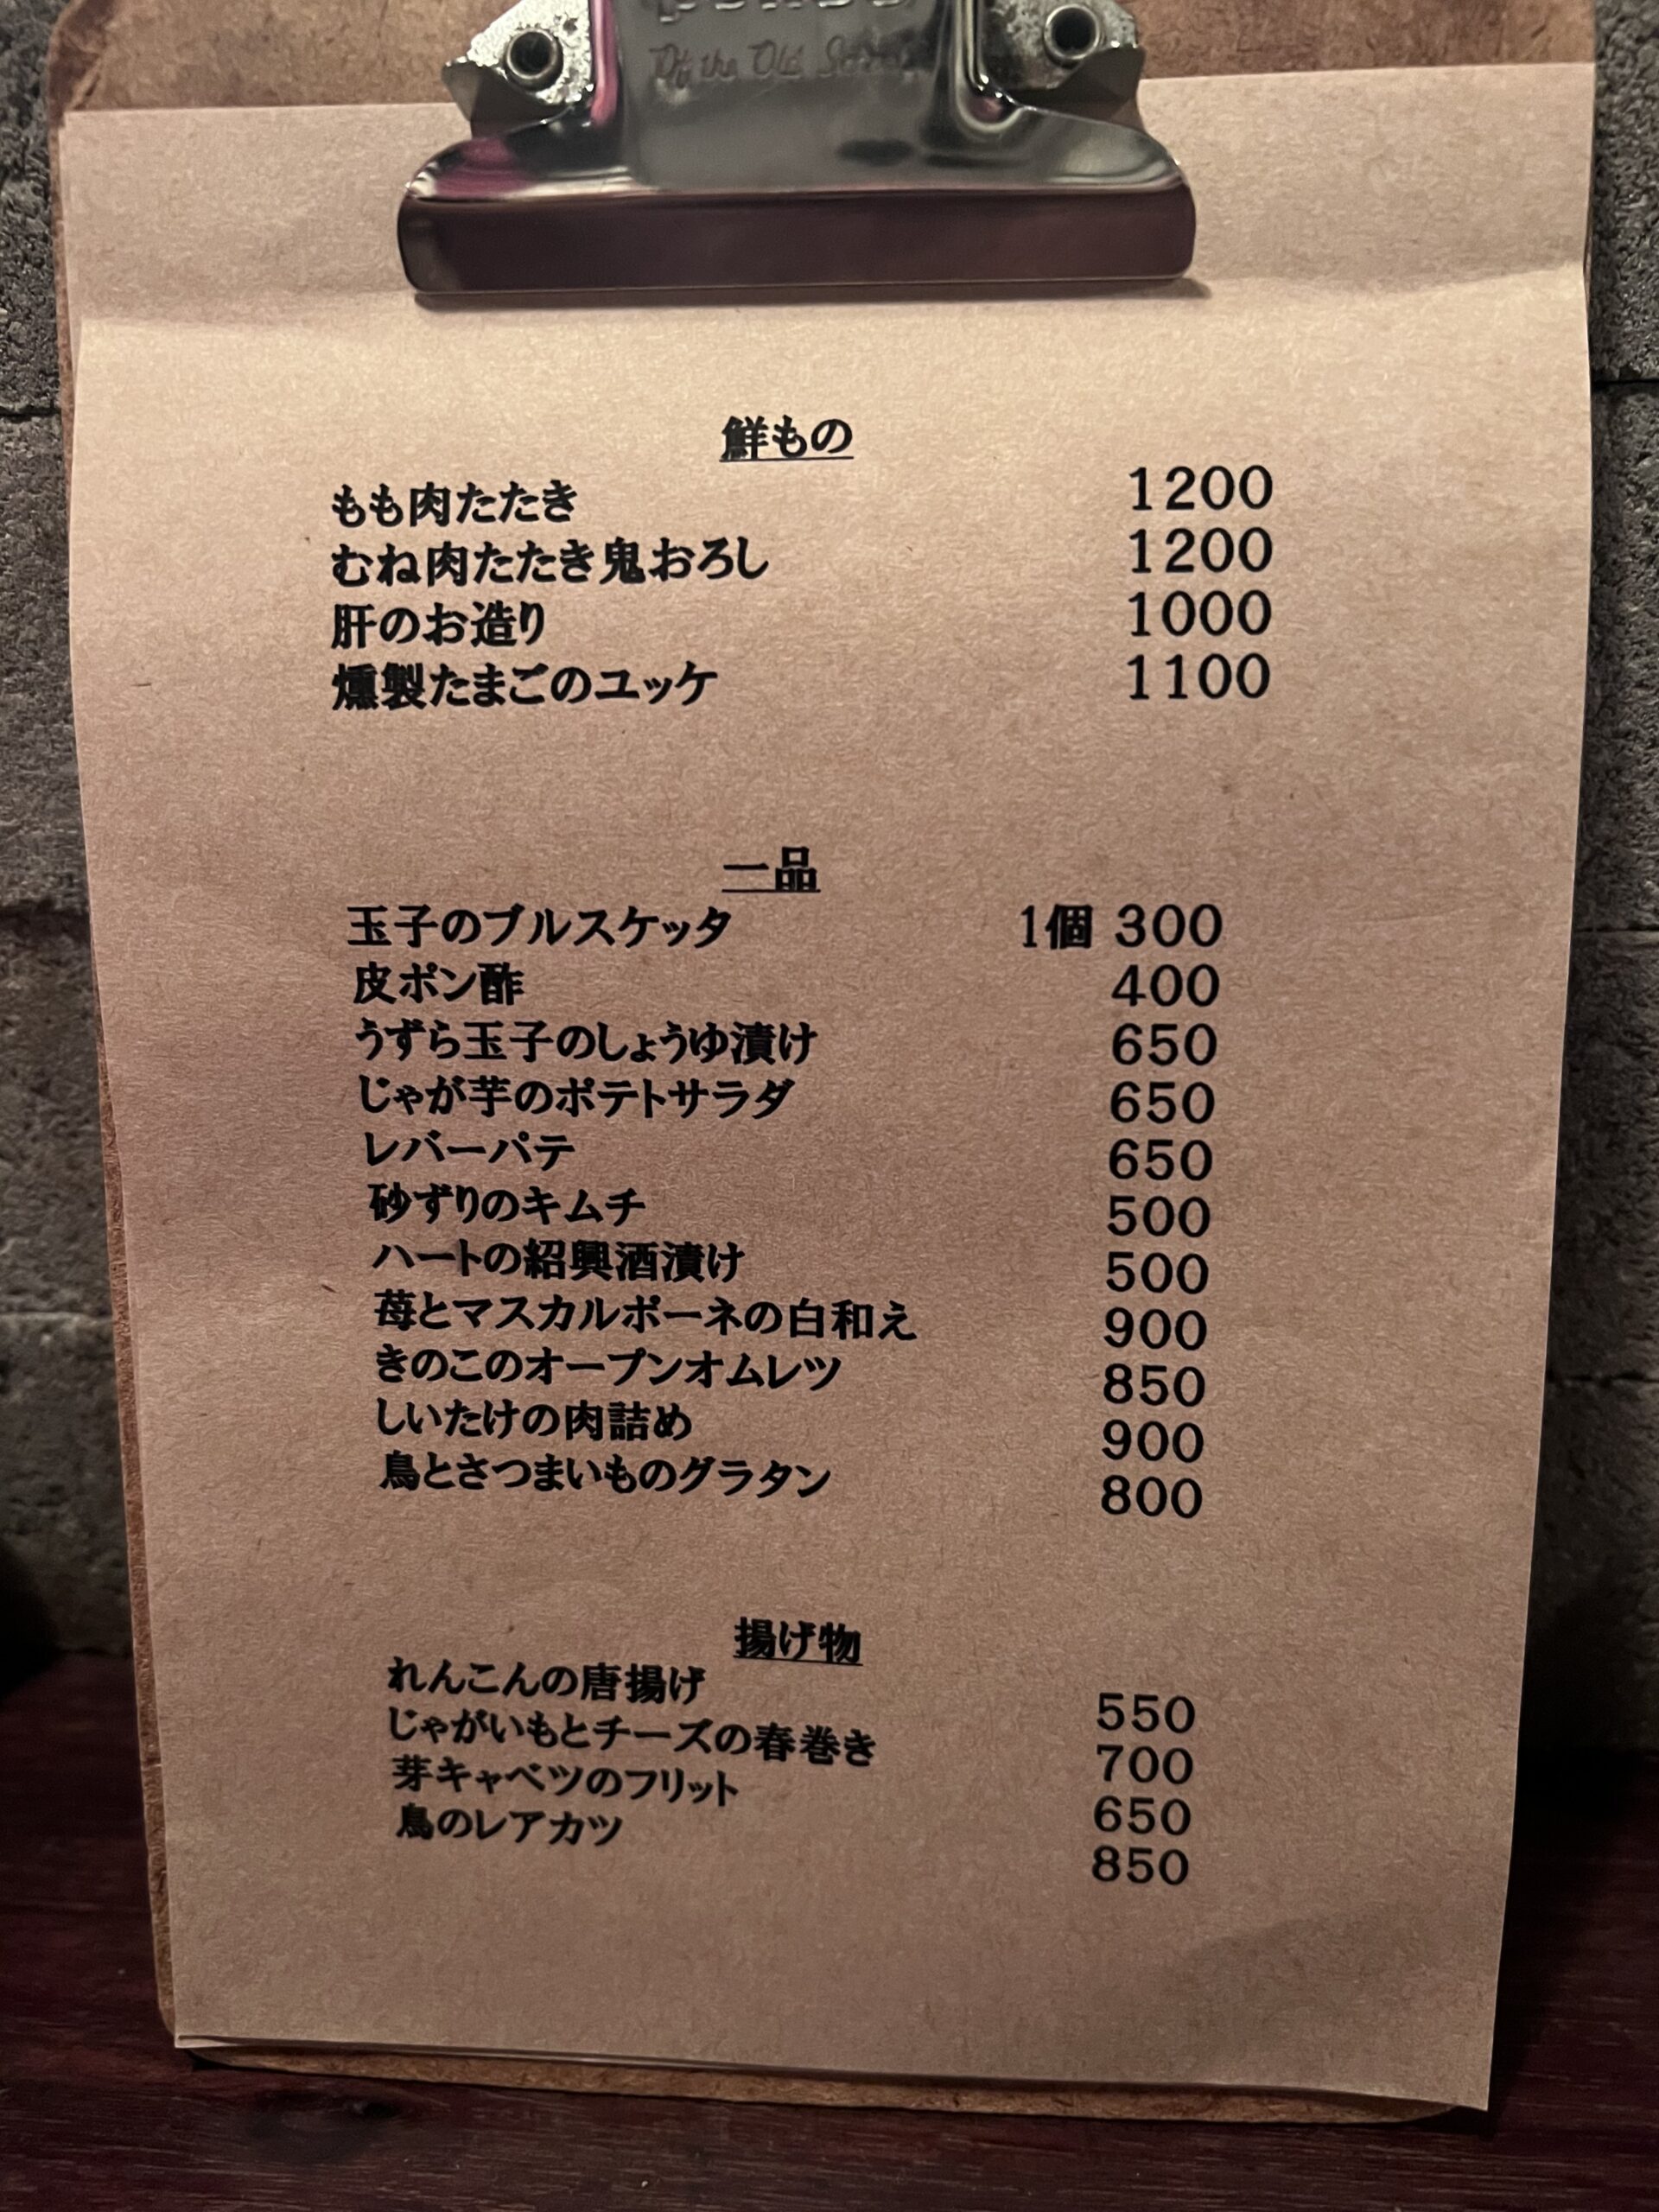 鮮もの
もも肉たたき 1200
むね肉たたき鬼おろし 1200
肝のお造り 1000
燻製たまごのユッケ 1100
一品
玉子のブルスケッタ 1個 300
皮ポン酢 400
うずら玉子のしょうゆ漬け 650
じゃが芋のポテトサラダ 650
レバーパテ 650
砂ずりのキムチ 500
ハートの紹興酒漬け 500
苺とマスカルポーネの白和え 900
きのこのオープンオムレツ 850
しいたけの肉詰め 900
鳥とさつまいものグラタン 800
揚げ物
れんこんの唐揚げ 550
じゃがいもとチーズの春巻き 700
芽キャベツのフリット 650
鳥のレアカツ 850